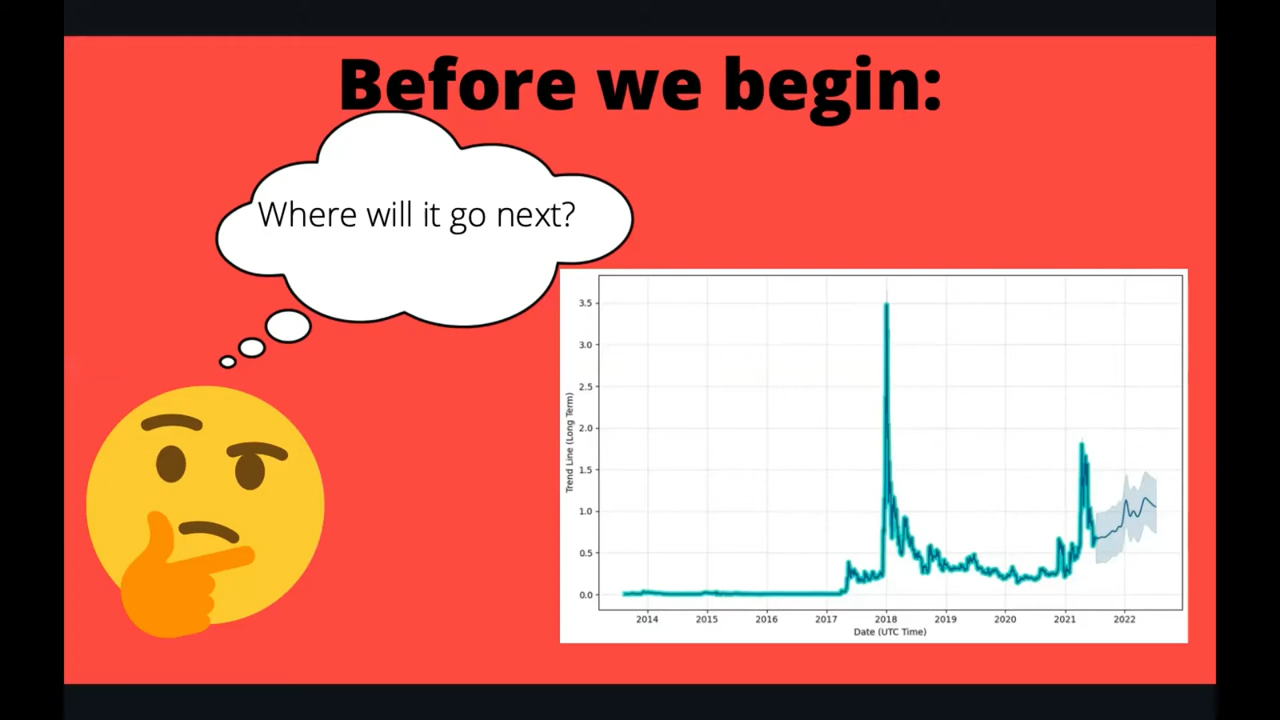 Before we begin:
Where will it go next?
Trend Line (Long Term)
3.5
3.0
2.5
2.0
1.5
1.0
0.5
0.0
2014 2015 2016 2017 2018 2019 2020 2021 2022
Date (UTC Time)